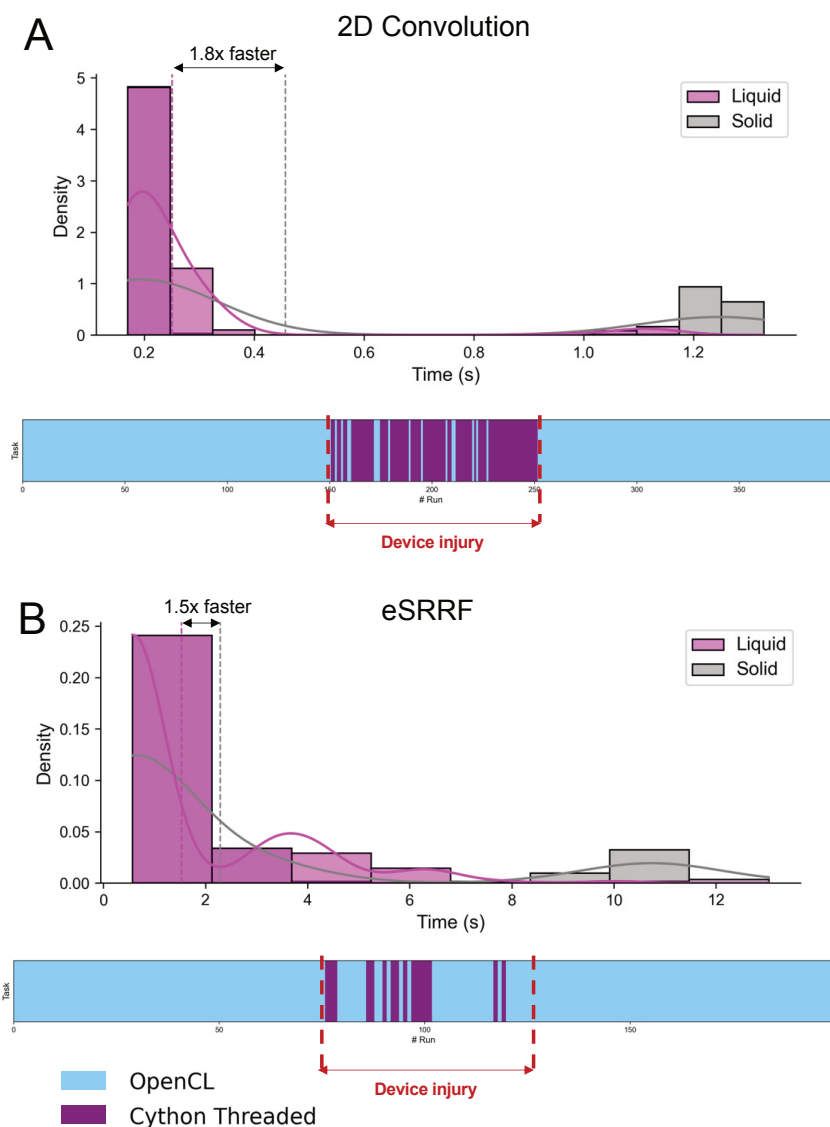 A
2D Convolution
1.8x faster
5
4
3
2
1
0
Density
Liquid
Solid
0.2 0.4 0.6 0.8 1.0 1.2
Time (s)
Task
0 50 100 150 200 250 300 350
# Run
Device injury
B
eSRRF
1.5x faster
0.25
0.20
0.15
0.10
0.05
0.00
Density
Liquid
Solid
0 2 4 6 8 10 12
Time (s)
Task
0 50 100 150
# Run
Device injury
OpenCL
Cython Threaded